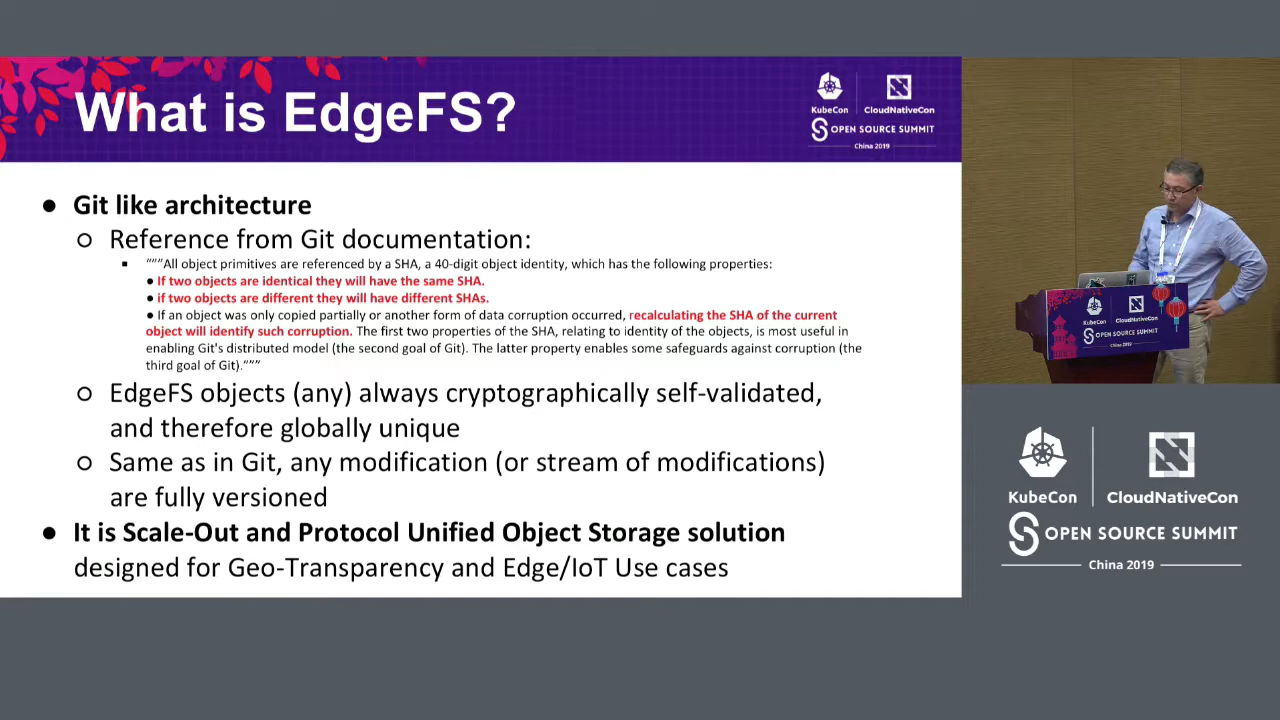 What is EdgeFS?
KubeCon
CloudNativeCon
OPEN SOURCE SUMMIT
China 2019
● Git like architecture
○ Reference from Git documentation:
▪ """All object primitives are referenced by a SHA, a 40-digit object identity, which has the following properties:
● If two objects are identical they will have the same SHA.
● if two objects are different they will have different SHAs.
● If an object was only copied partially or another form of data corruption occurred, recalculating the SHA of the current
object will identify such corruption. The first two properties of the SHA, relating to identity of the objects, is most useful in
enabling Git's distributed model (the second goal of Git). The latter property enables some safeguards against corruption (the
third goal of Git)."""
○ EdgeFS objects (any) always cryptographically self-validated,
and therefore globally unique
○ Same as in Git, any modification (or stream of modifications)
are fully versioned
● It is Scale-Out and Protocol Unified Object Storage solution
designed for Geo-Transparency and Edge/IoT Use cases
KubeCon
CloudNativeCon
OPEN SOURCE SUMMIT
China 2019
KubeCon
CloudNativeCon
OPEN SOURCE SUMMIT
China 2019